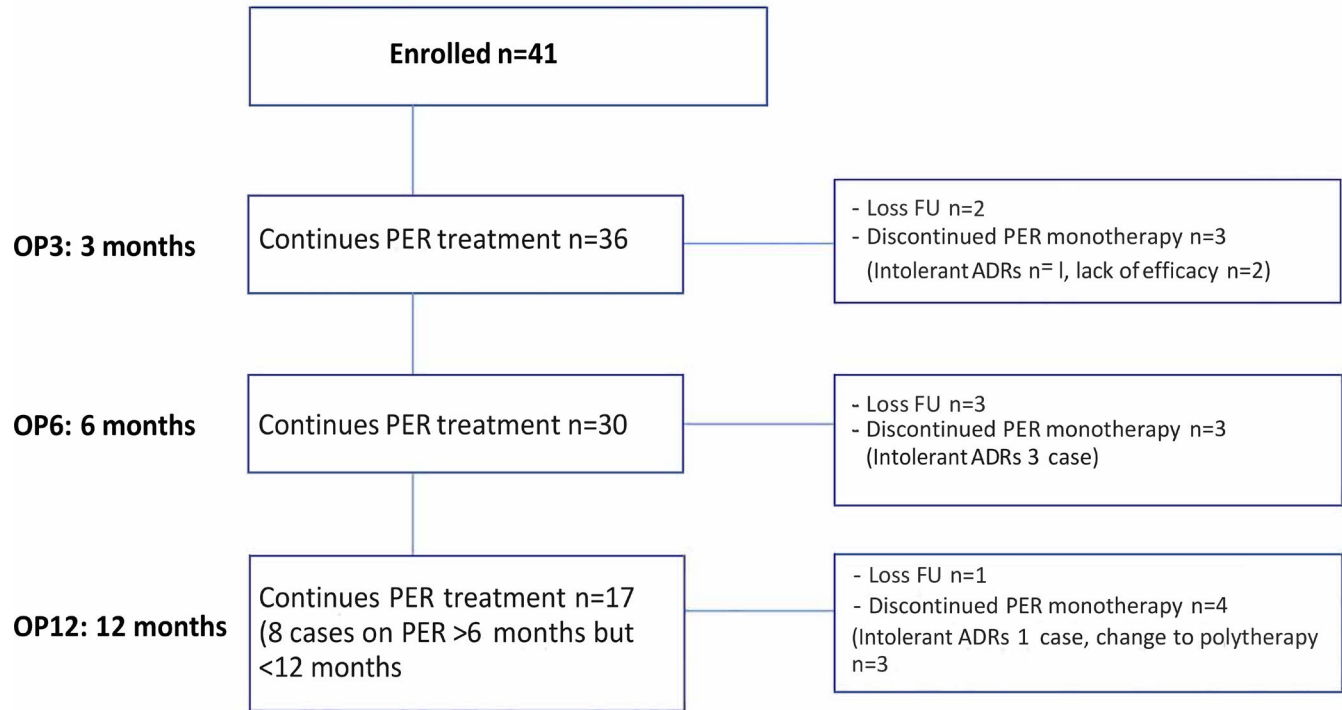 Enrolled n=41
OP3: 3 months
Continues PER treatment n=36
- Loss FU n=2
- Discontinued PER monotherapy n=3
(Intolerant ADRs n= l, lack of efficacy n=2)
OP6: 6 months
Continues PER treatment n=30
- Loss FU n=3
- Discontinued PER monotherapy n=3
(Intolerant ADRs 3 case)
OP12: 12 months
Continues PER treatment n=17
(8 cases on PER >6 months but
<12 months
- Loss FU n=1
- Discontinued PER monotherapy n=4
(Intolerant ADRs 1 case, change to polytherapy
n=3